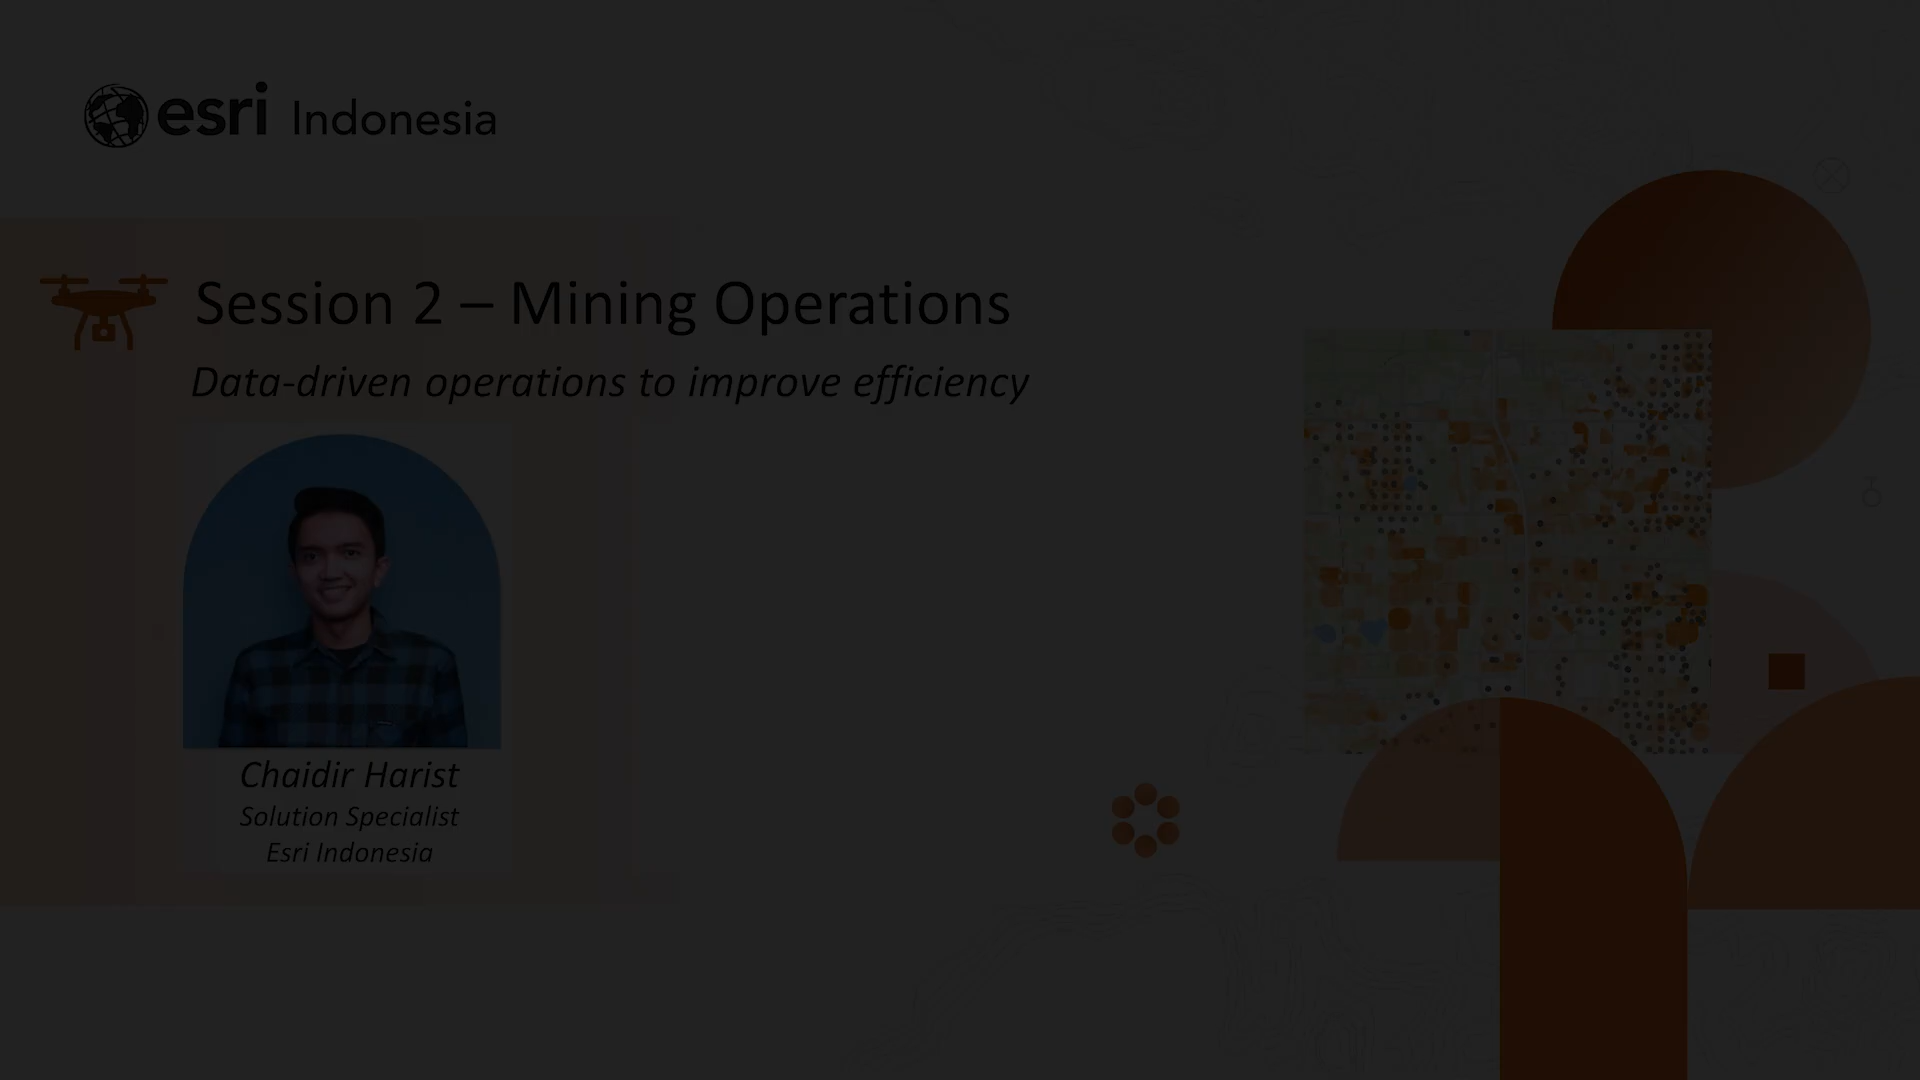 esri Indonesia
Session 2 – Mining Operations
Data-driven operations to improve efficiency
Chaidir Harist
Solution Specialist
Esri Indonesia